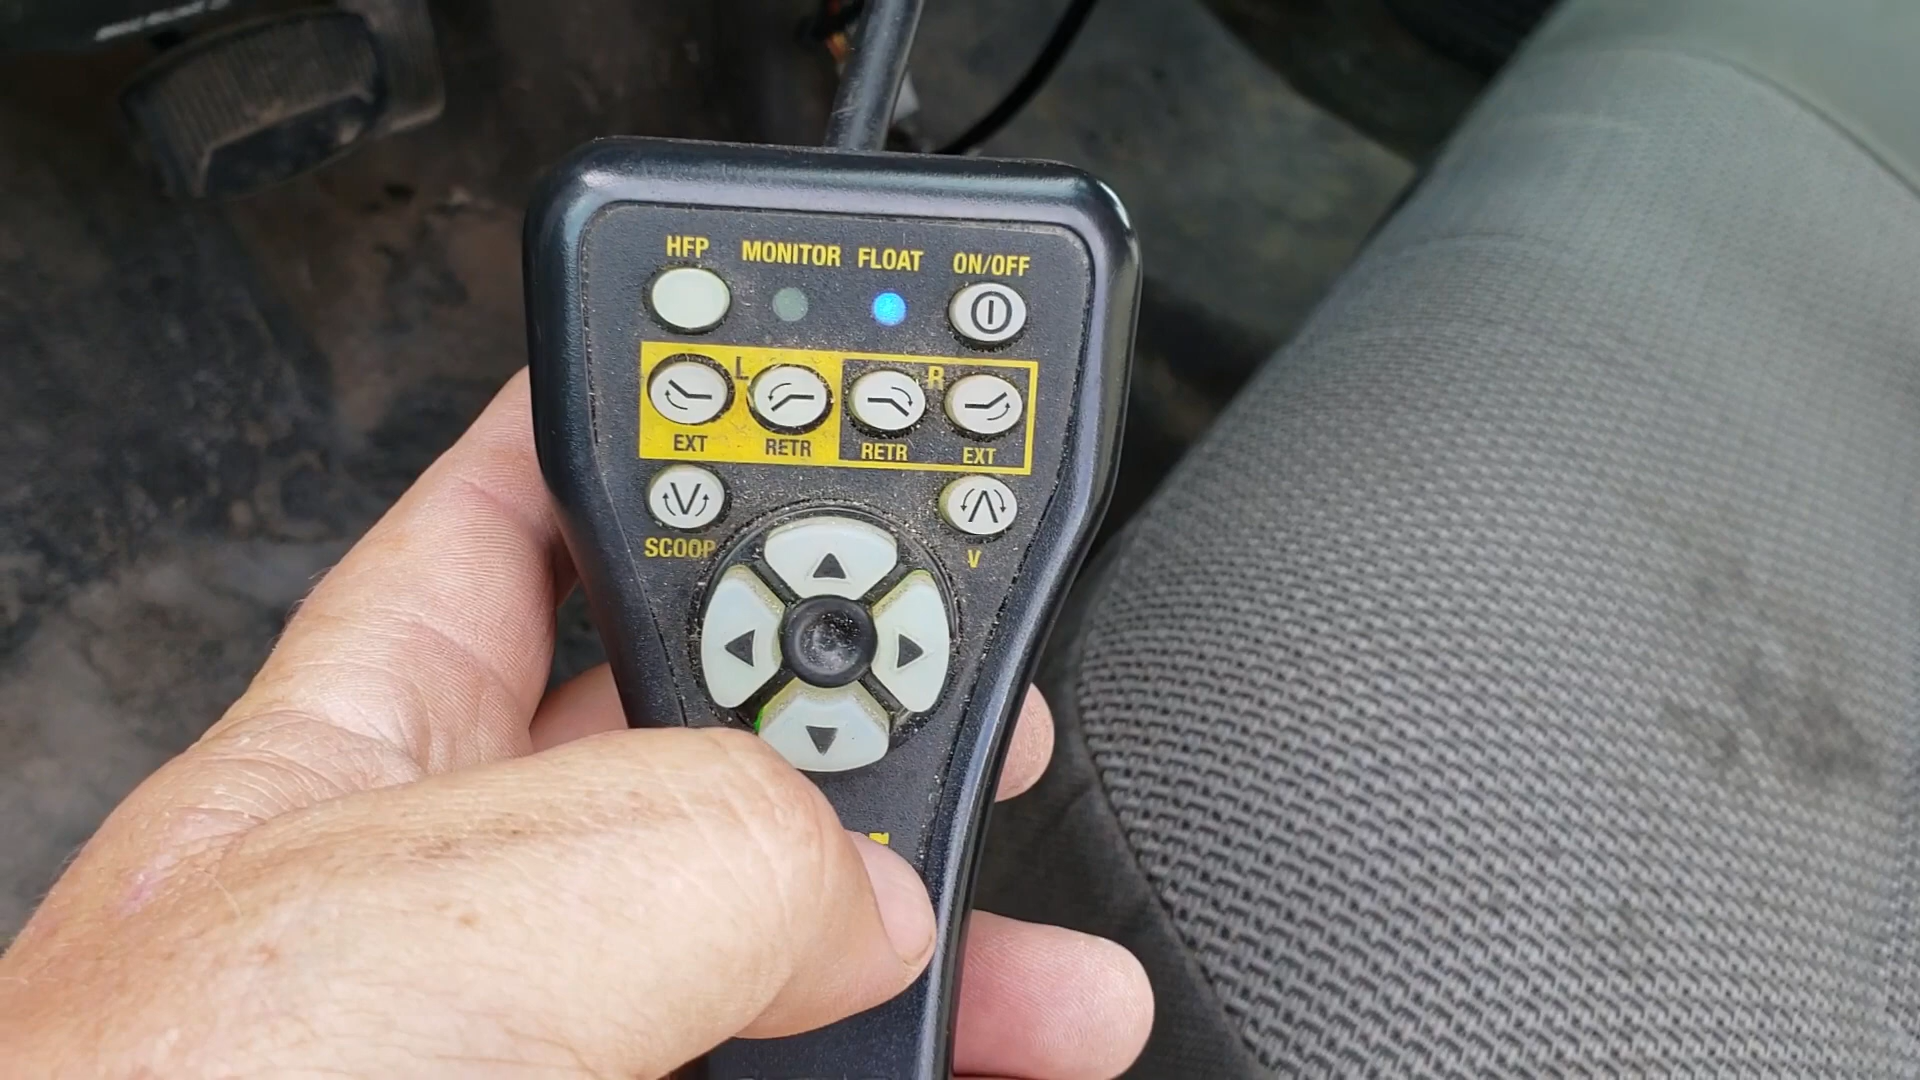 HFP MONITOR FLOAT ON/OFF
L R
EXT RETR RETR EXT
SCOOP V